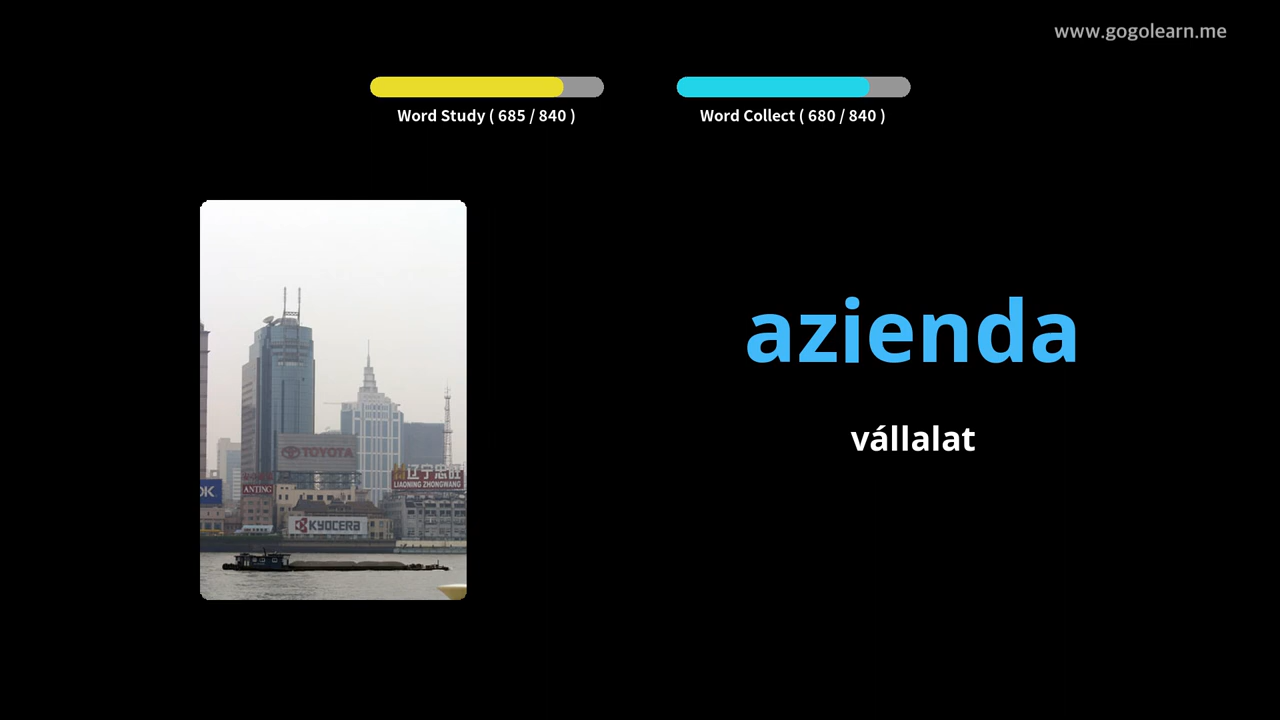 www.gogolearn.me
Word Study ( 685 / 840 )
Word Collect ( 680 / 840 )
azienda
vállalat
TOYOTA
辽宁忠旺
LIAONING ZHONGWANG
OK
ANTING
KYOCERA